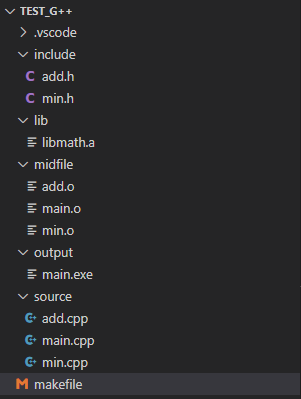 TEST_G++
.vscode
include
C add.h
C min.h
lib
libmath.a
midfile
add.o
main.o
min.o
output
main.exe
source
C++ add.cpp
C++ main.cpp
C++ min.cpp
M makefile